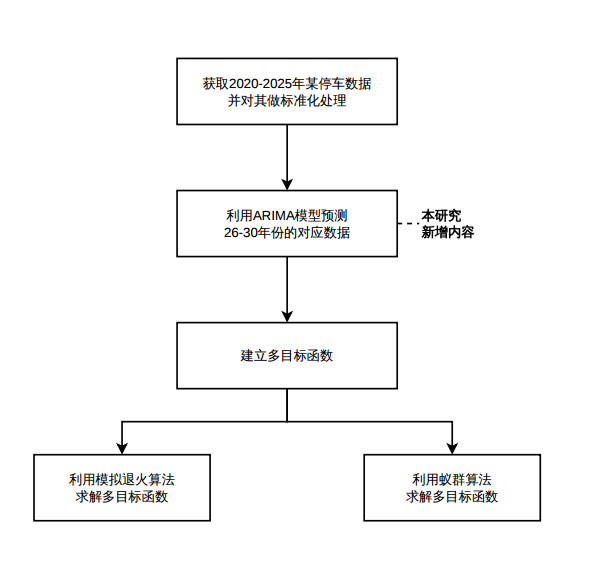 获取2020-2025年某停车数据
并对其做标准化处理
利用ARIMA模型预测
26-30年份的对应数据
本研究
新增内容
建立多目标函数
利用模拟退火算法
求解多目标函数
利用蚁群算法
求解多目标函数